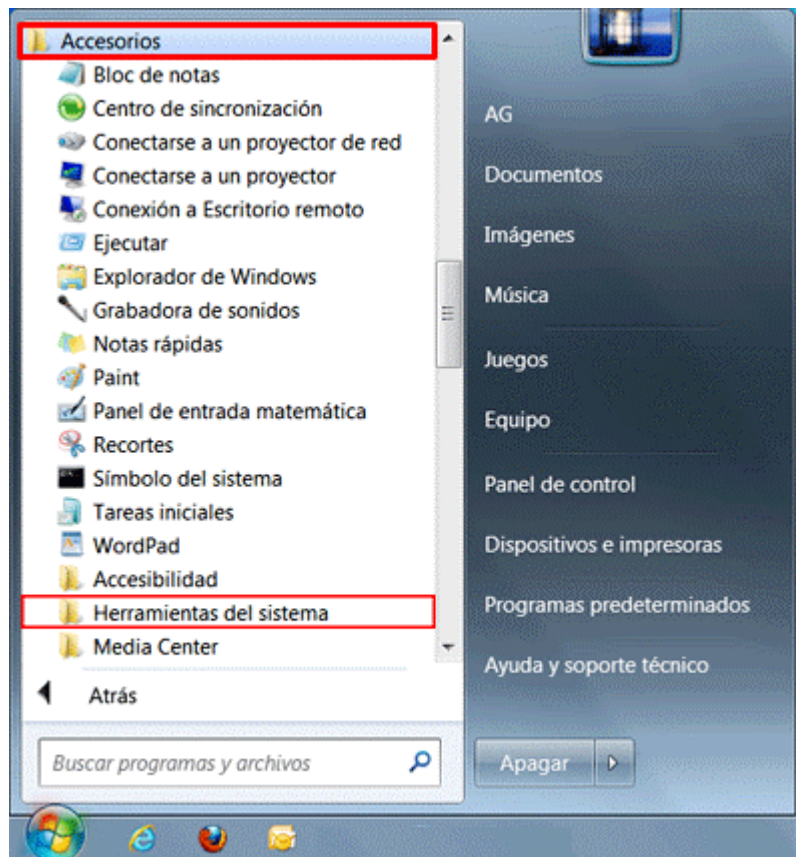 Accesorios
Bloc de notas
Centro de sincronización
Conectarse a un proyector de red
Conectarse a un proyector
Conexión a Escritorio remoto
Ejecutar
Explorador de Windows
Grabadora de sonidos
Notas rápidas
Paint
Panel de entrada matemática
Recortes
Símbolo del sistema
Tareas iniciales
WordPad
Accesibilidad
Herramientas del sistema
Media Center
Atrás
Buscar programas y archivos
AG
Documentos
Imágenes
Música
Juegos
Equipo
Panel de control
Dispositivos e impresoras
Programas predeterminados
Ayuda y soporte técnico
Apagar